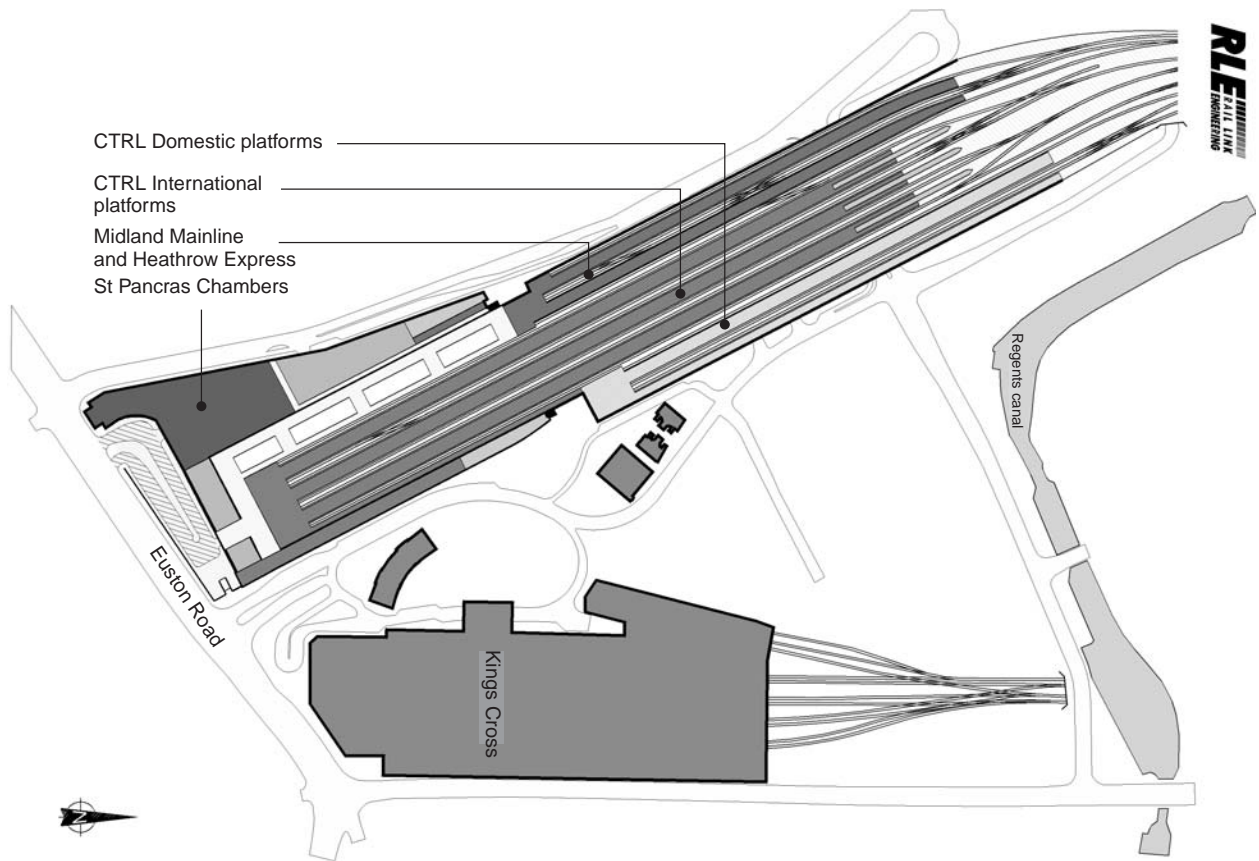 RLE
RAIL LINK
ENGINEERING
CTRL Domestic platforms
CTRL International
platforms
Midland Mainline
and Heathrow Express
St Pancras Chambers
Regents canal
Euston Road
Kings Cross
N